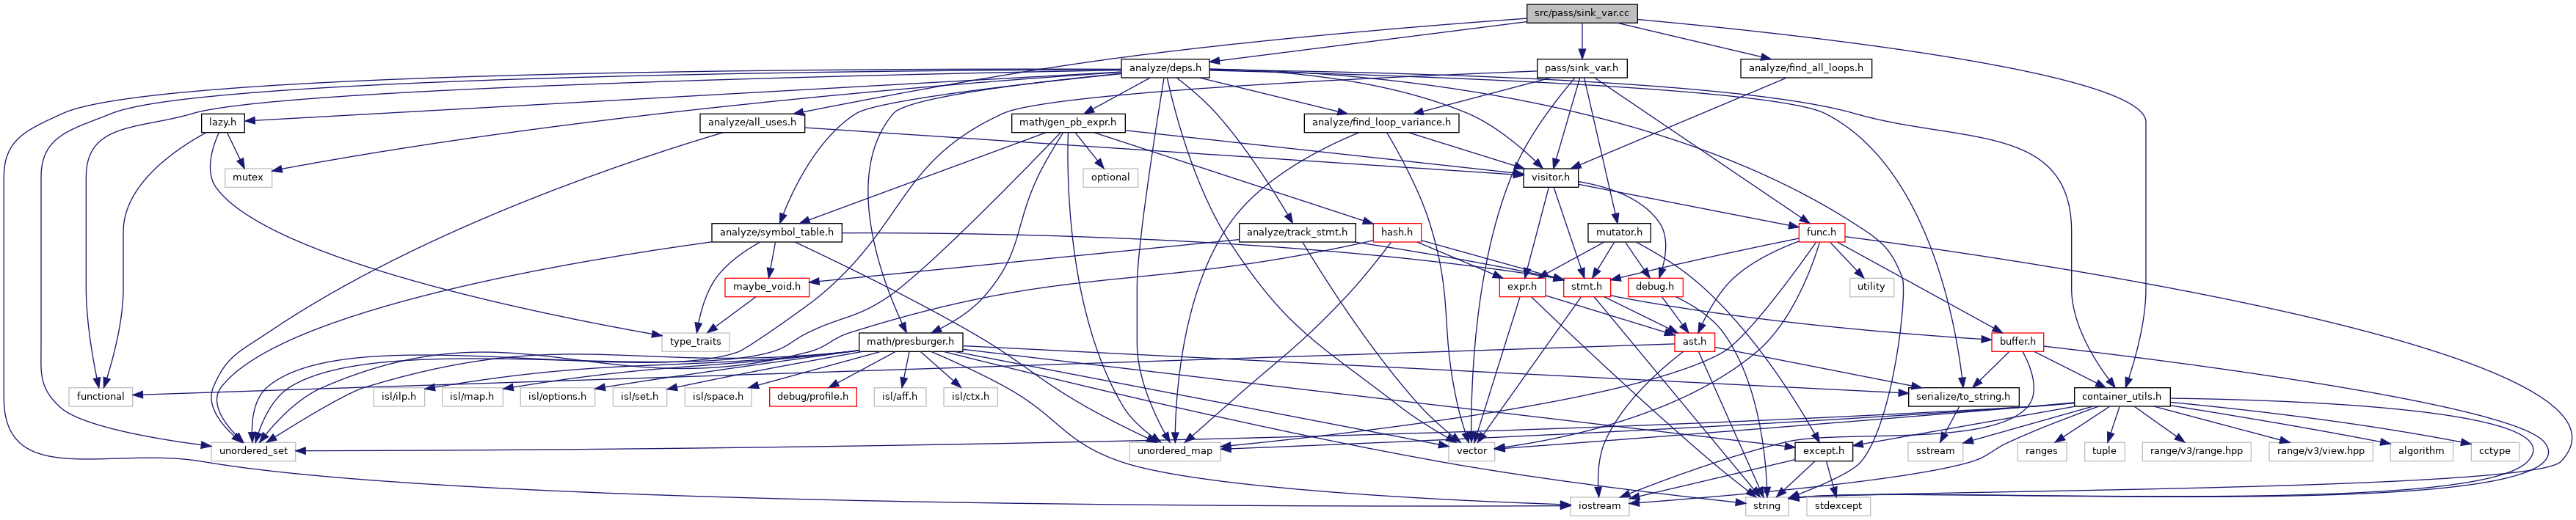 src/pass/sink_var.cc
analyze/deps.h
pass/sink_var.h
analyze/find_all_loops.h
lazy.h
analyze/all_uses.h
math/gen_pb_expr.h
analyze/find_loop_variance.h
mutex
optional
visitor.h
analyze/symbol_table.h
analyze/track_stmt.h
hash.h
mutator.h
func.h
maybe_void.h
expr.h
stmt.h
debug.h
utility
type_traits
math/presburger.h
ast.h
buffer.h
functional
isl/ilp.h
isl/map.h
isl/options.h
isl/set.h
isl/space.h
debug/profile.h
isl/aff.h
isl/ctx.h
serialize/to_string.h
container_utils.h
unordered_set
unordered_map
vector
except.h
sstream
ranges
tuple
range/v3/range.hpp
range/v3/view.hpp
algorithm
cctype
iostream
string
stdexcept